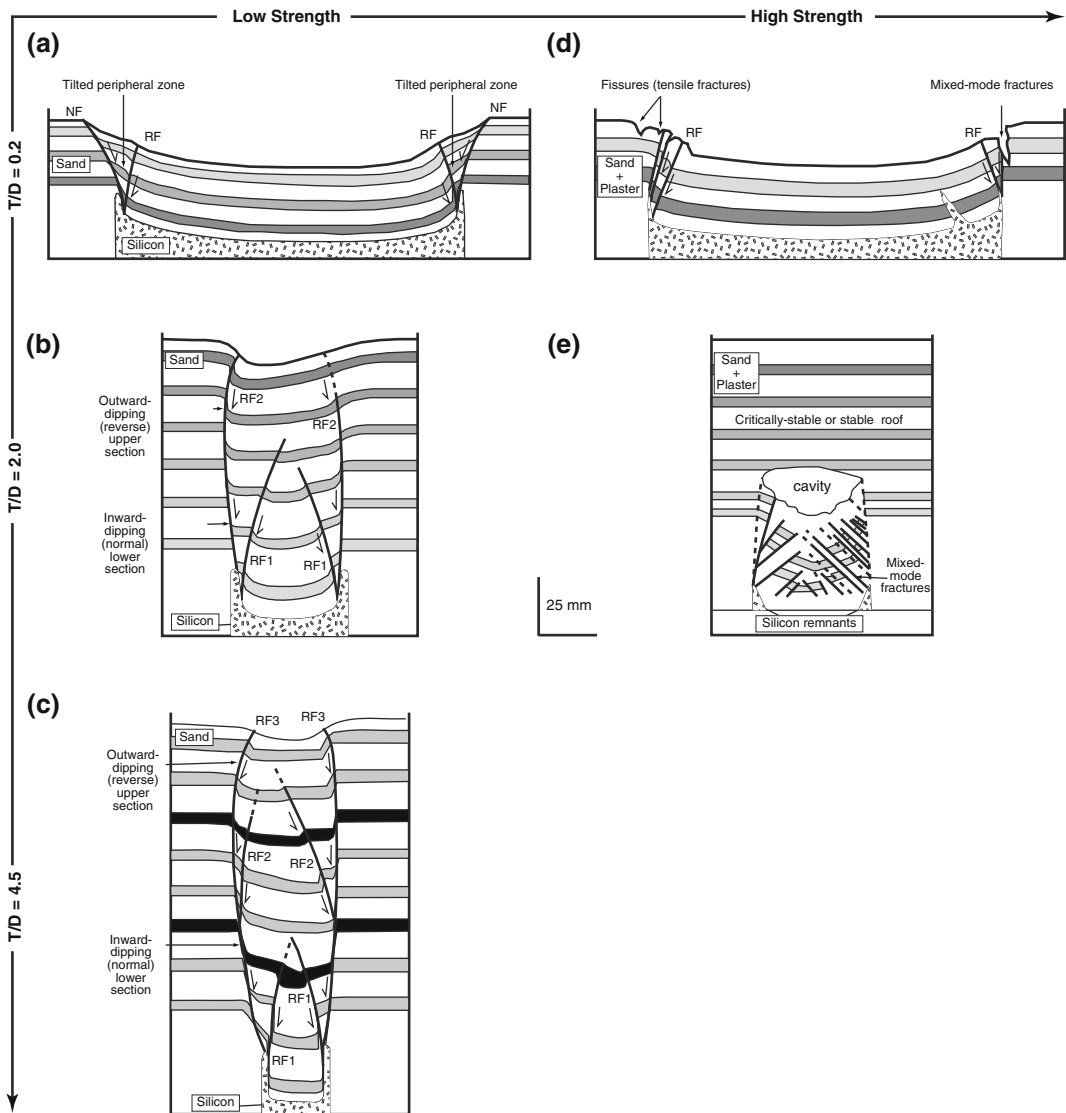 Low Strength
High Strength
T/D = 0.2
T/D = 2.0
T/D = 4.5
(a)
Tilted peripheral zone
Tilted peripheral zone
NF
RF
RF
NF
Sand
Silicon
(d)
Fissures (tensile fractures)
Mixed-mode fractures
RF
RF
Sand
+
Plaster
(b)
Sand
RF2
RF2
Outward-
dipping
(reverse)
upper
section
Inward-
dipping
(normal)
lower
section
RF1
RF1
Silicon
25 mm
(e)
Sand
+
Plaster
Critically-stable or stable roof
cavity
Mixed-
mode
fractures
Silicon remnants
(c)
RF3
RF3
Sand
Outward-
dipping
(reverse)
upper
section
RF2
RF2
Inward-
dipping
(normal)
lower
section
RF1
RF1
Silicon